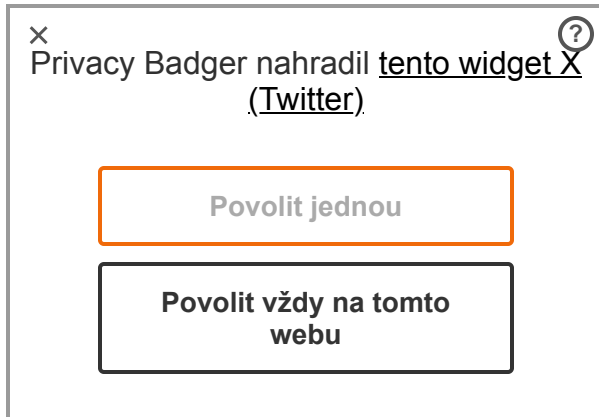 ×
?
Privacy Badger nahradil tento widget X
(Twitter)
Povolit jednou
Povolit vždy na tomto
webu